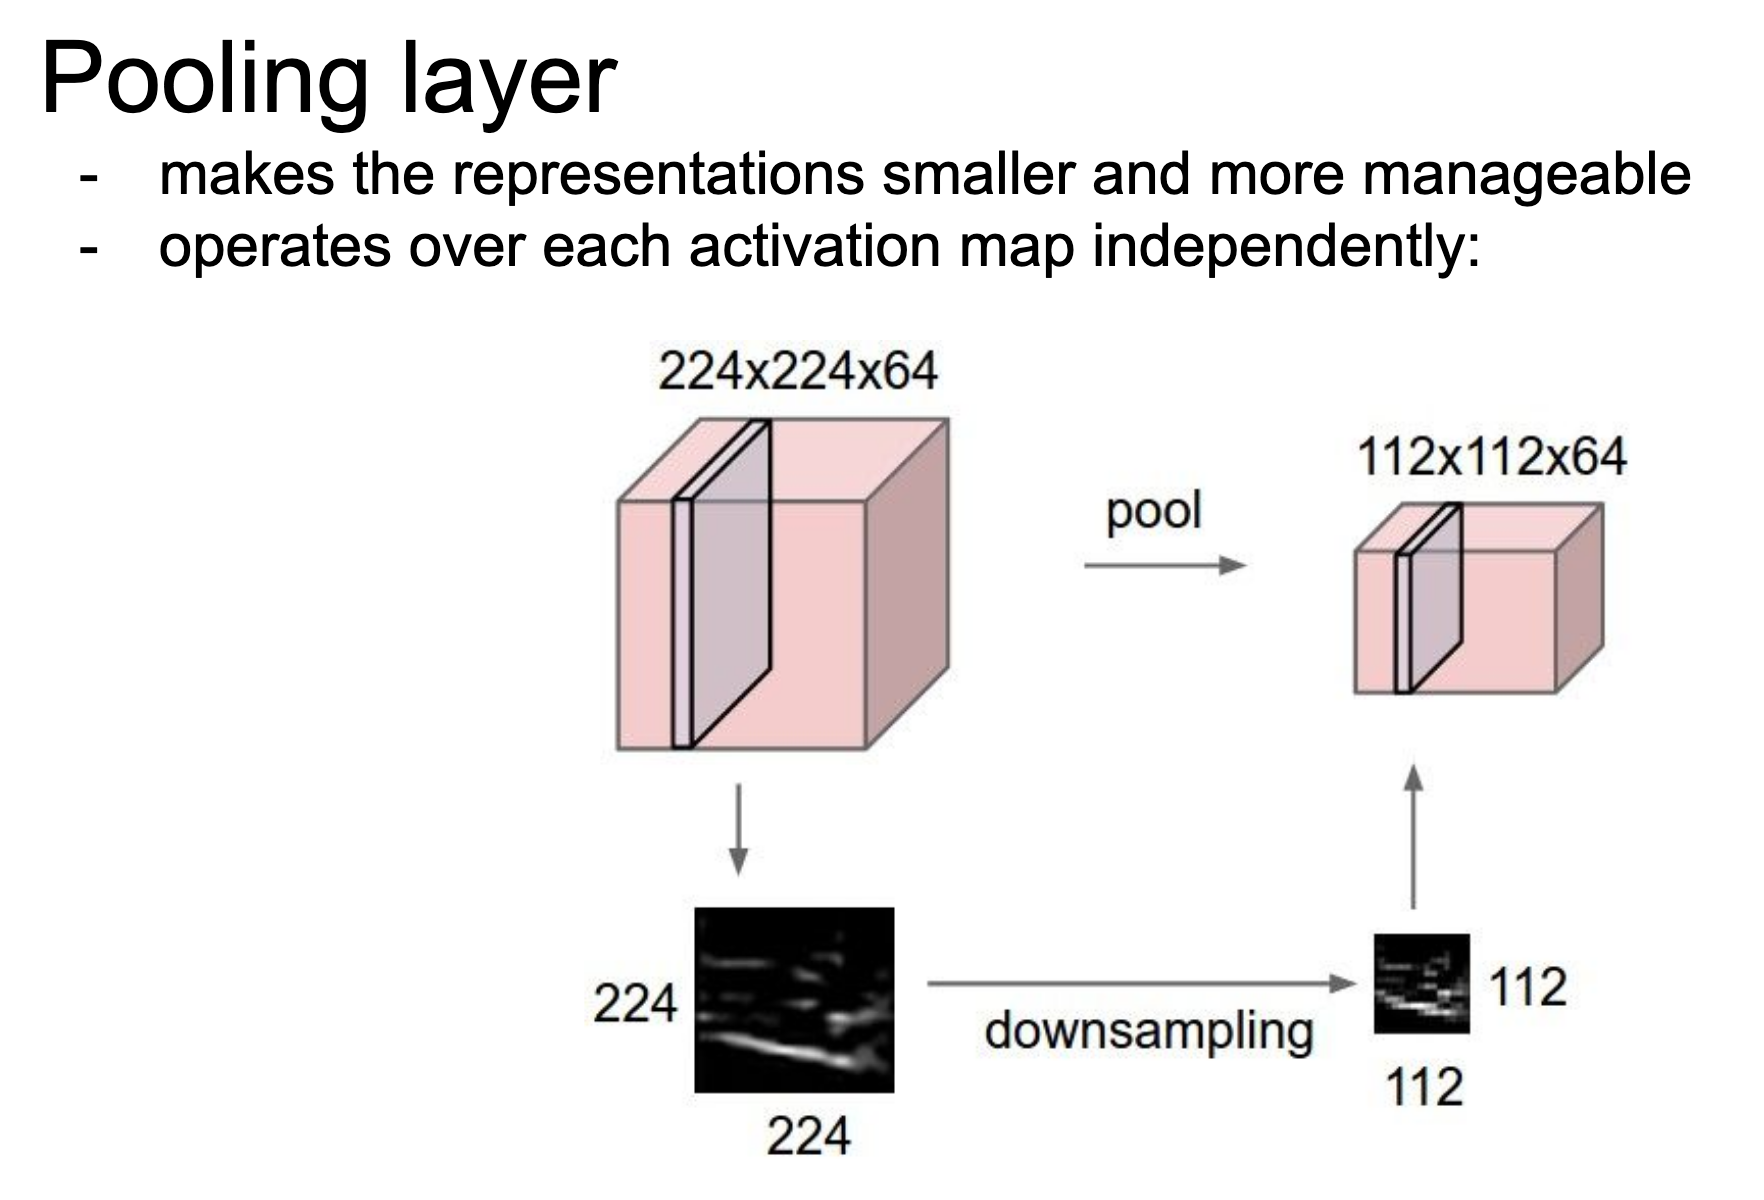 Pooling layer
- makes the representations smaller and more manageable
- operates over each activation map independently:
224x224x64
112x112x64
pool
224
downsampling
112
112
224